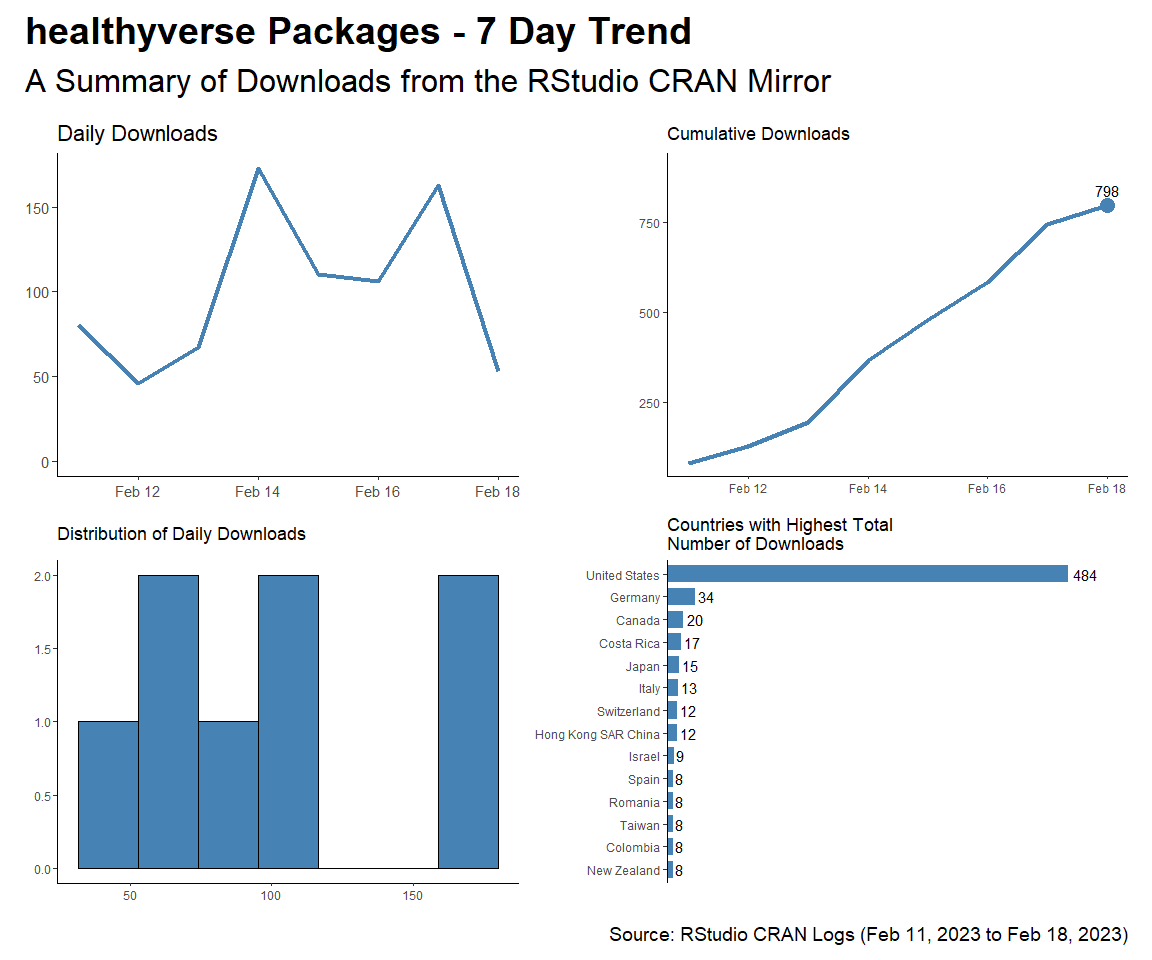 healthyverse Packages - 7 Day Trend
A Summary of Downloads from the RStudio CRAN Mirror
Daily Downloads
150
100
50
0
Feb 12 Feb 14 Feb 16 Feb 18
Cumulative Downloads
798
750
500
250
Feb 12 Feb 14 Feb 16 Feb 18
Distribution of Daily Downloads
2.0
1.5
1.0
0.5
0.0
50 100 150
Countries with Highest Total
Number of Downloads
United States 484
Germany 34
Canada 20
Costa Rica 17
Japan 15
Italy 13
Switzerland 12
Hong Kong SAR China 12
Israel 9
Spain 8
Romania 8
Taiwan 8
Colombia 8
New Zealand 8
Source: RStudio CRAN Logs (Feb 11, 2023 to Feb 18, 2023)